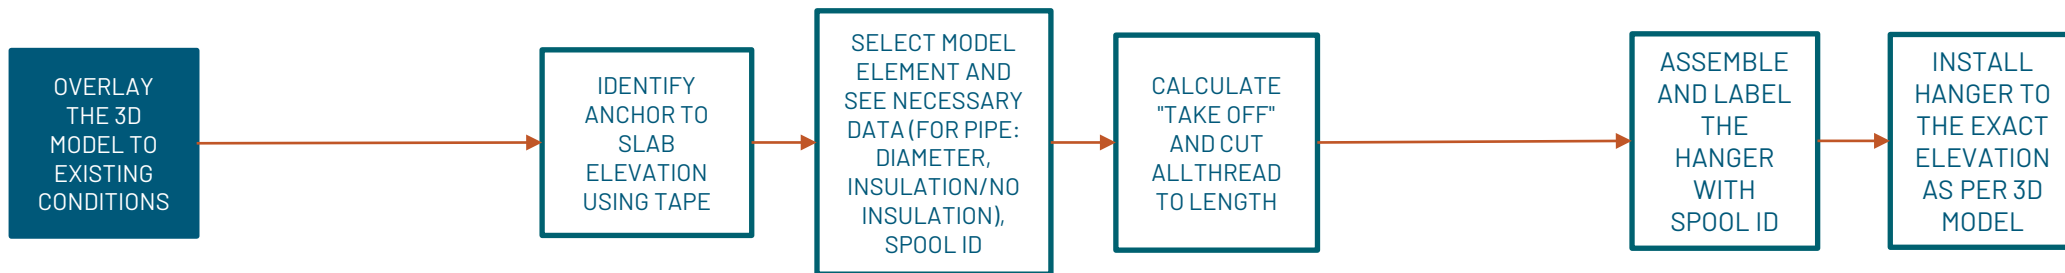 OVERLAY
THE 3D
MODEL TO
EXISTING
CONDITIONS
IDENTIFY
ANCHOR TO
SLAB
ELEVATION
USING TAPE
SELECT MODEL
ELEMENT AND
SEE NECESSARY
DATA (FOR PIPE:
DIAMETER,
INSULATION/NO
INSULATION),
SPOOL ID
CALCULATE
"TAKE OFF"
AND CUT
ALLTHREAD
TO LENGTH
ASSEMBLE
AND LABEL
THE
HANGER
WITH
SPOOL ID
INSTALL
HANGER TO
THE EXACT
ELEVATION
AS PER 3D
MODEL